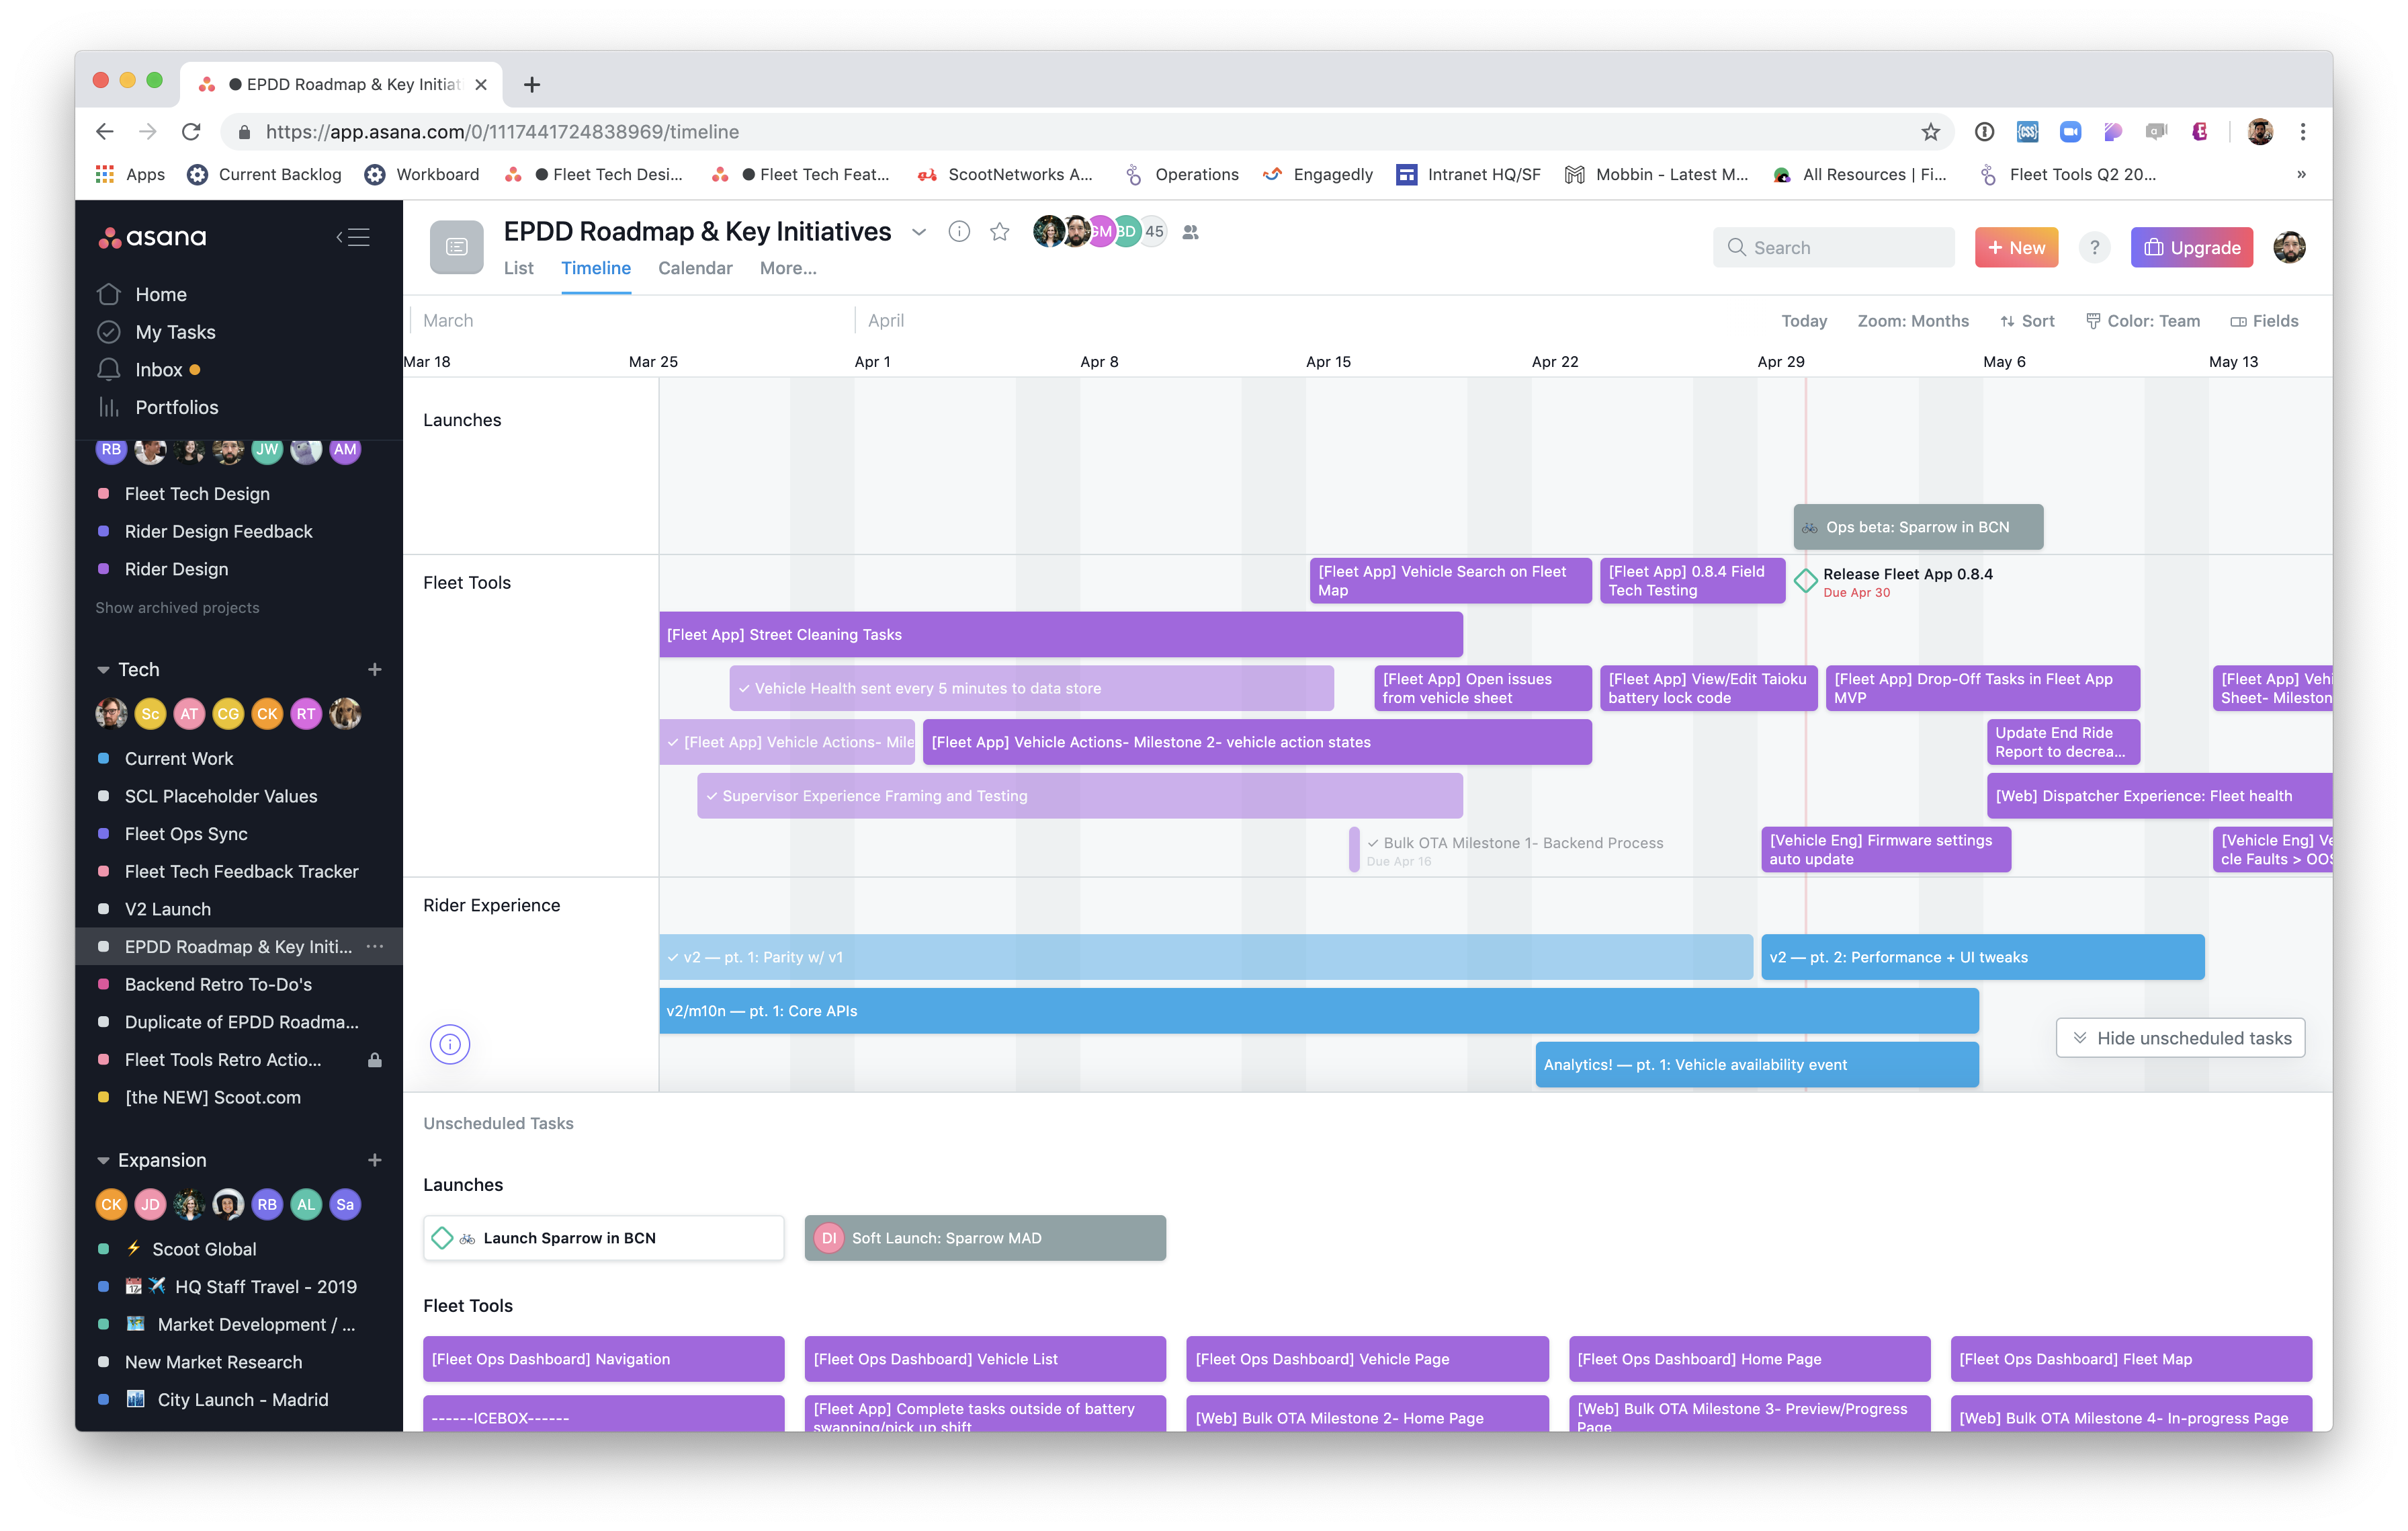 EPDD Roadmap & Key Initiat
https://app.asana.com/0/1117441724838969/timeline
Apps
Current Backlog
Workboard
Fleet Tech Desi...
Fleet Tech Feat...
ScootNetworks A...
Operations
Engagedly
Intranet HQ/SF
Mobbin - Latest M...
All Resources | Fi...
Fleet Tools Q2 20...
»
asana
Home
My Tasks
Inbox
Portfolios
RB
JW
AM
Fleet Tech Design
Rider Design Feedback
Rider Design
Show archived projects
Tech
Sc
AT
CG
CK
RT
Current Work
SCL Placeholder Values
Fleet Ops Sync
Fleet Tech Feedback Tracker
V2 Launch
EPDD Roadmap & Key Initi...
Backend Retro To-Do's
Duplicate of EPDD Roadma...
Fleet Tools Retro Actio...
[the NEW] Scoot.com
Expansion
CK
JD
RB
AL
Sa
⚡ Scoot Global
HQ Staff Travel - 2019
Market Development / ...
New Market Research
City Launch - Madrid
EPDD Roadmap & Key Initiatives
GM
BD
45
List
Timeline
Calendar
More...
Search
+ New
?
Upgrade
March
April
Today
Zoom: Months
Sort
Color: Team
Fields
Mar 18
Mar 25
Apr 1
Apr 8
Apr 15
Apr 22
Apr 29
May 6
May 13
Launches
Ops beta: Sparrow in BCN
Fleet Tools
[Fleet App] Vehicle Search on Fleet
Map
[Fleet App] 0.8.4 Field
Tech Testing
Release Fleet App 0.8.4
Due Apr 30
[Fleet App] Street Cleaning Tasks
✓ Vehicle Health sent every 5 minutes to data store
[Fleet App] Open issues
from vehicle sheet
[Fleet App] View/Edit Taioku
battery lock code
[Fleet App] Drop-Off Tasks in Fleet App
MVP
[Fleet App] Vehi
Sheet- Mileston
✓ [Fleet App] Vehicle Actions- Mile
[Fleet App] Vehicle Actions- Milestone 2- vehicle action states
Update End Ride
Report to decrea...
✓ Supervisor Experience Framing and Testing
[Web] Dispatcher Experience: Fleet health
✓ Bulk OTA Milestone 1- Backend Process
Due Apr 16
[Vehicle Eng] Firmware settings
auto update
[Vehicle Eng] Ve
cle Faults > OOS
Rider Experience
✓ v2 — pt. 1: Parity w/ v1
v2 — pt. 2: Performance + UI tweaks
v2/m10n — pt. 1: Core APIs
Analytics! — pt. 1: Vehicle availability event
Hide unscheduled tasks
Unscheduled Tasks
Launches
Launch Sparrow in BCN
DI
Soft Launch: Sparrow MAD
Fleet Tools
[Fleet Ops Dashboard] Navigation
[Fleet Ops Dashboard] Vehicle List
[Fleet Ops Dashboard] Vehicle Page
[Fleet Ops Dashboard] Home Page
[Fleet Ops Dashboard] Fleet Map
------ICEBOX------
[Fleet App] Complete tasks outside of battery
swapping/pick up shift
[Web] Bulk OTA Milestone 2- Home Page
[Web] Bulk OTA Milestone 3- Preview/Progress
Page
[Web] Bulk OTA Milestone 4- In-progress Page